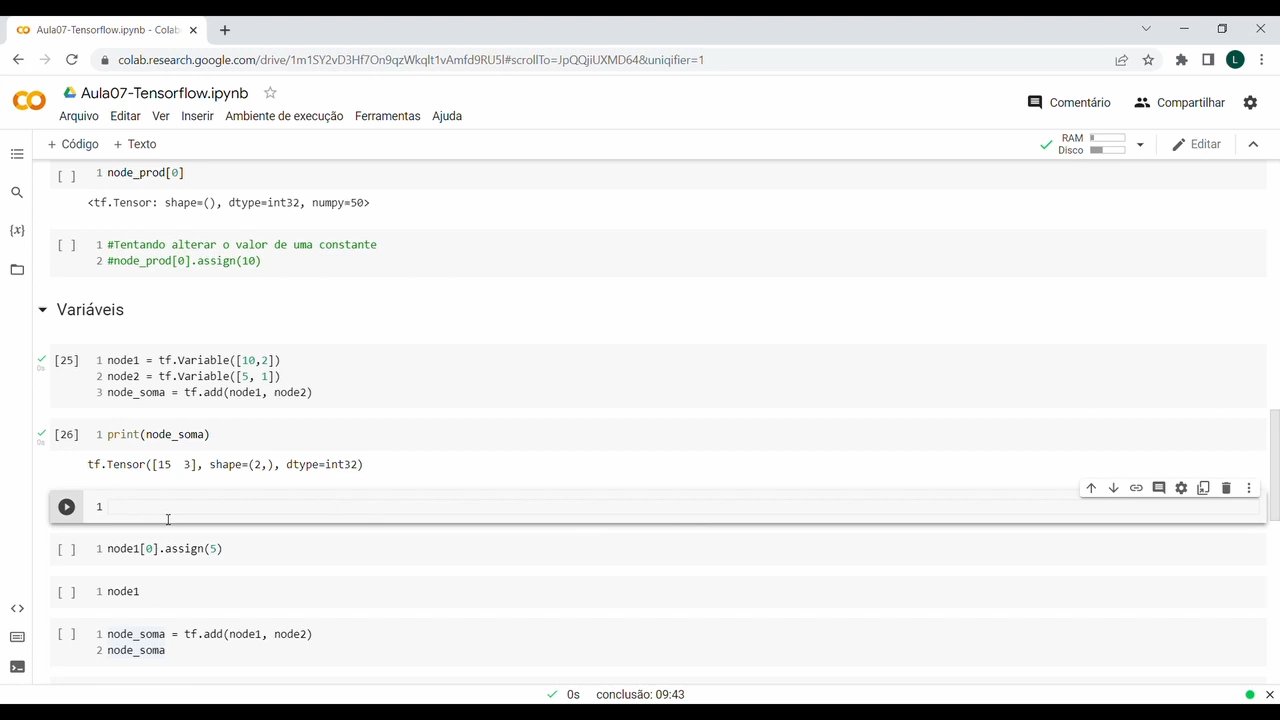 Aula07-Tensorflow.ipynb - Colab
colab.research.google.com/drive/1m1SY2vD3Hf7On9qzWkqlt1vAmfd9RU5l#scrollTo=JpQQjiUXMD64&uniqifier=1
L
Aula07-Tensorflow.ipynb
Arquivo Editar Ver Inserir Ambiente de execução Ferramentas Ajuda
Comentário Compartilhar
+ Código + Texto
RAM
Disco
Editar
[ ] 1 node_prod[0]
<tf.Tensor: shape=(), dtype=int32, numpy=50>
[ ] 1 #Tentando alterar o valor de uma constante
2 #node_prod[0].assign(10)
Variáveis
[25] 1 node1 = tf.Variable([10,2])
0s
2 node2 = tf.Variable([5, 1])
3 node_soma = tf.add(node1, node2)
[26] 1 print(node_soma)
0s
tf.Tensor([15  3], shape=(2,), dtype=int32)
1
[ ] 1 node1[0].assign(5)
[ ] 1 node1
[ ] 1 node_soma = tf.add(node1, node2)
2 node_soma
0s conclusão: 09:43